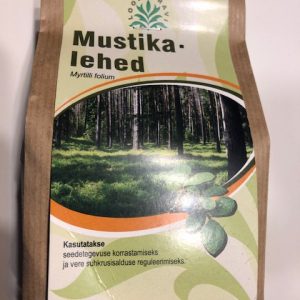 Mustika-
lehed
Myrtilli folium
Kasutatakse
seedetegevuse korrastamiseks
ja vere suhkrusisalduse reguleerimiseks.